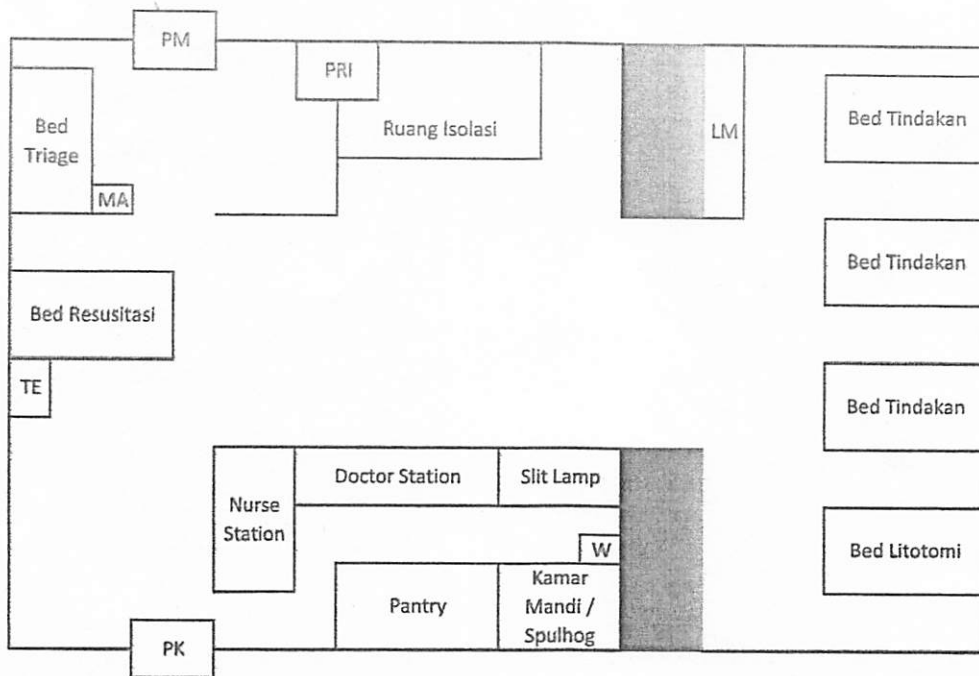 PM
PRI
Bed
Triage
Ruang Isolasi
LM
Bed Tindakan
MA
Bed Tindakan
Bed Resusitasi
TE
Bed Tindakan
Doctor Station
Slit Lamp
Nurse
Station
W
Bed Litotomi
Pantry
Kamar
Mandi /
Spulhog
PK